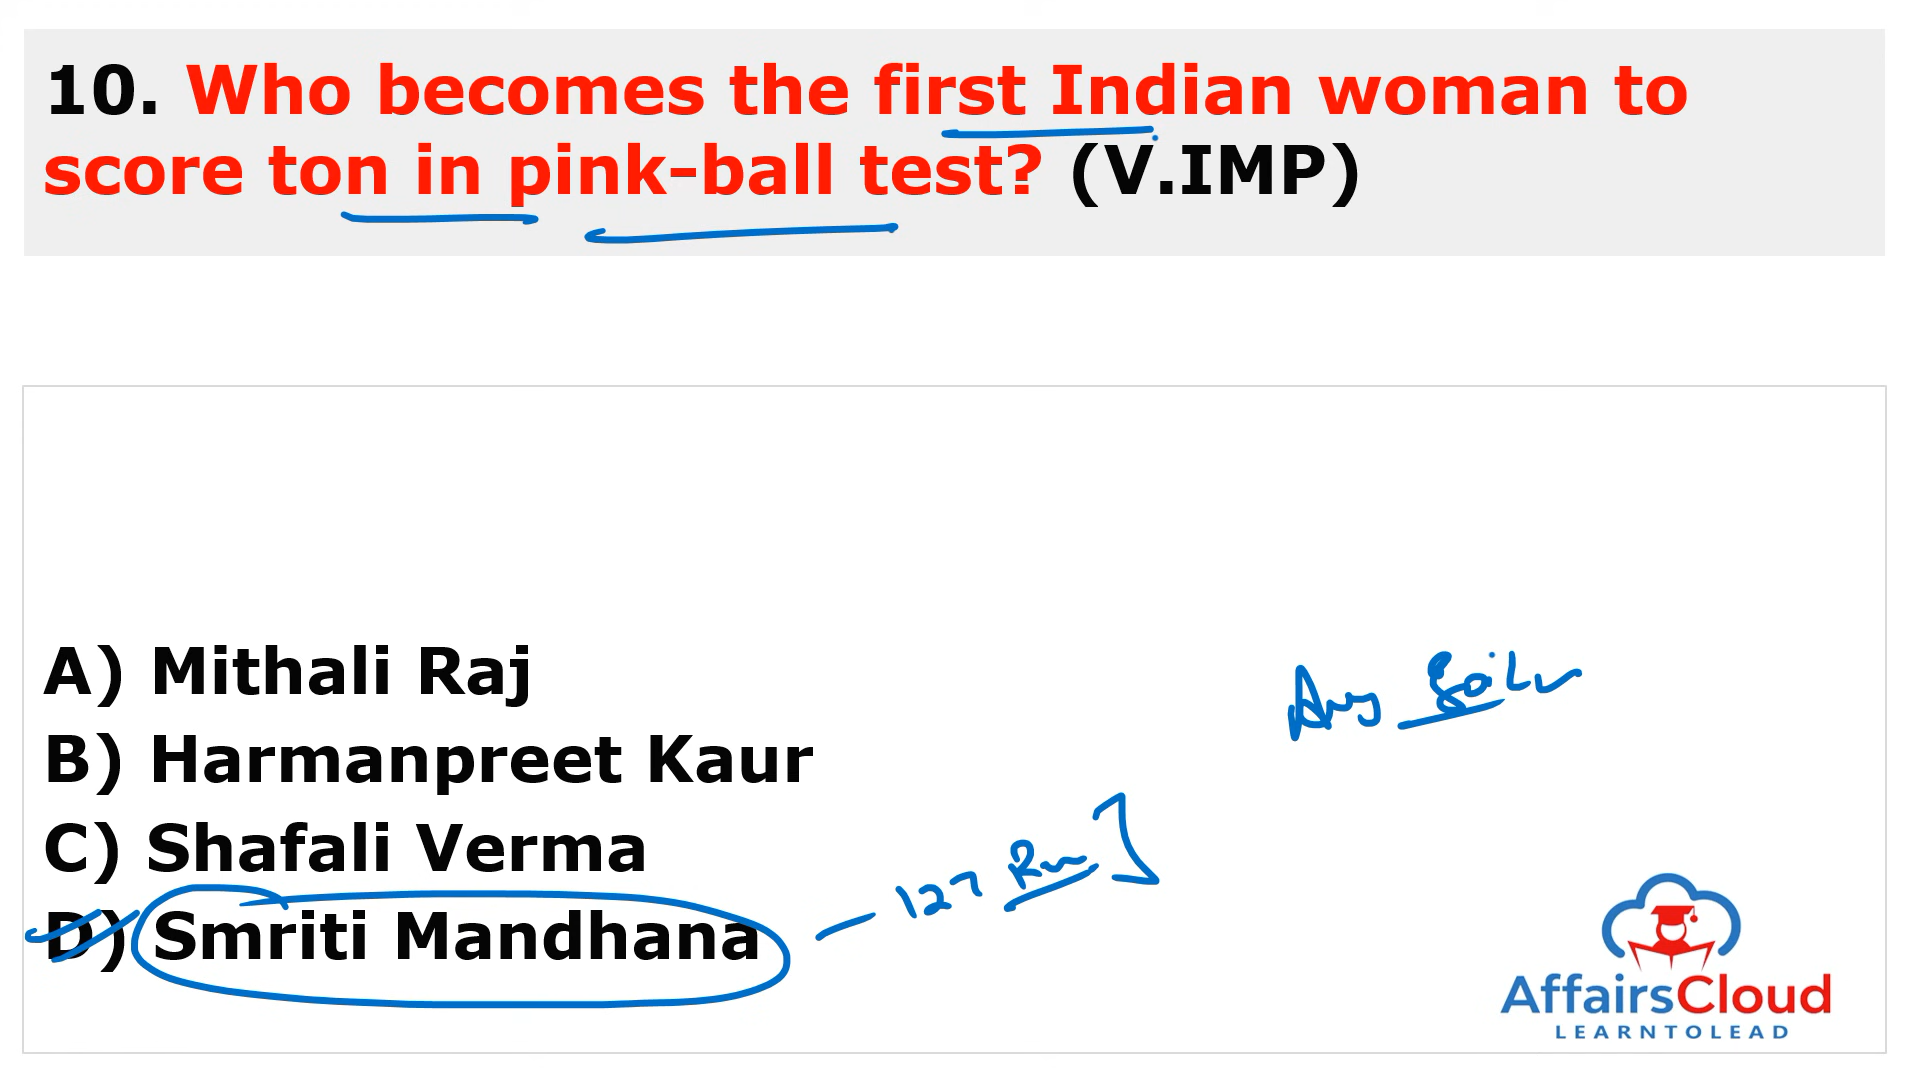 10. Who becomes the first Indian woman to
score ton in pink-ball test? (V.IMP)
A) Mithali Raj
B) Harmanpreet Kaur
C) Shafali Verma
D) Smriti Mandhana
127 Run
AffairsCloud
LEARNTOLEAD